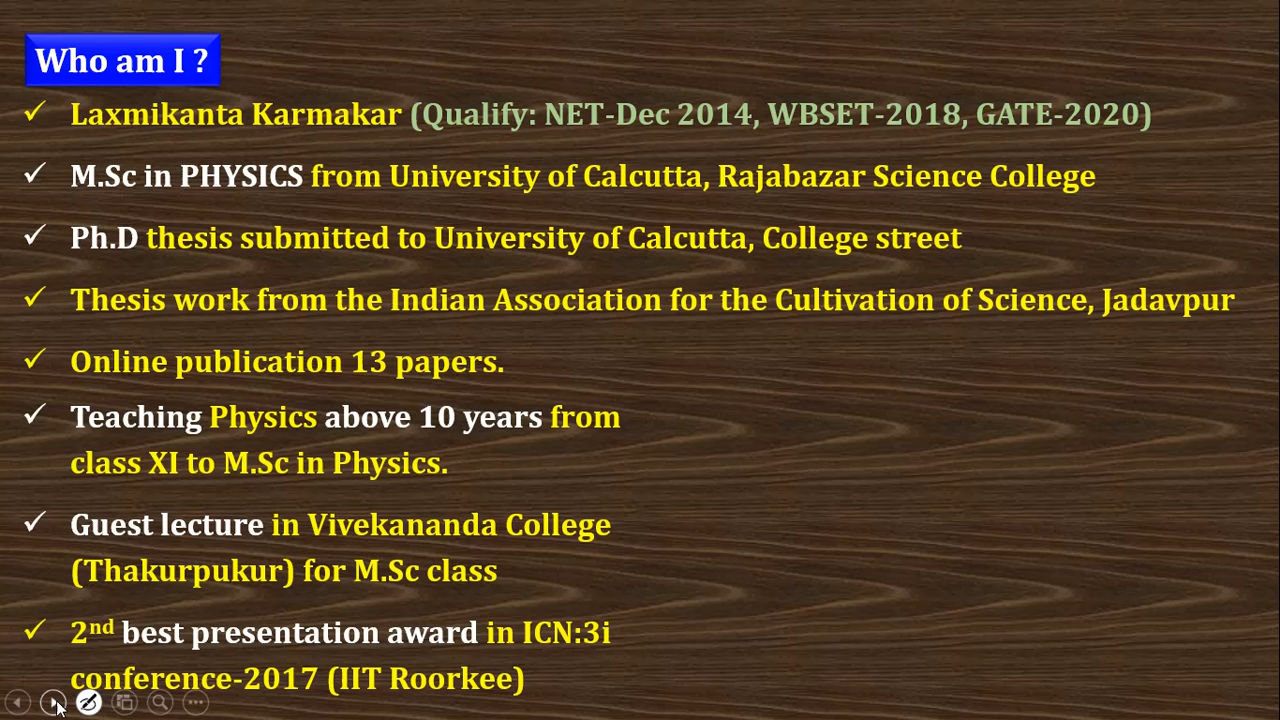 Who am I ?
✓ Laxmikanta Karmakar (Qualify: NET-Dec 2014, WBSET-2018, GATE-2020)
✓ M.Sc in PHYSICS from University of Calcutta, Rajabazar Science College
✓ Ph.D thesis submitted to University of Calcutta, College street
✓ Thesis work from the Indian Association for the Cultivation of Science, Jadavpur
✓ Online publication 13 papers.
✓ Teaching Physics above 10 years from
class XI to M.Sc in Physics.
✓ Guest lecture in Vivekananda College
(Thakurpukur) for M.Sc class
✓ 2nd best presentation award in ICN:3i
conference-2017 (IIT Roorkee)